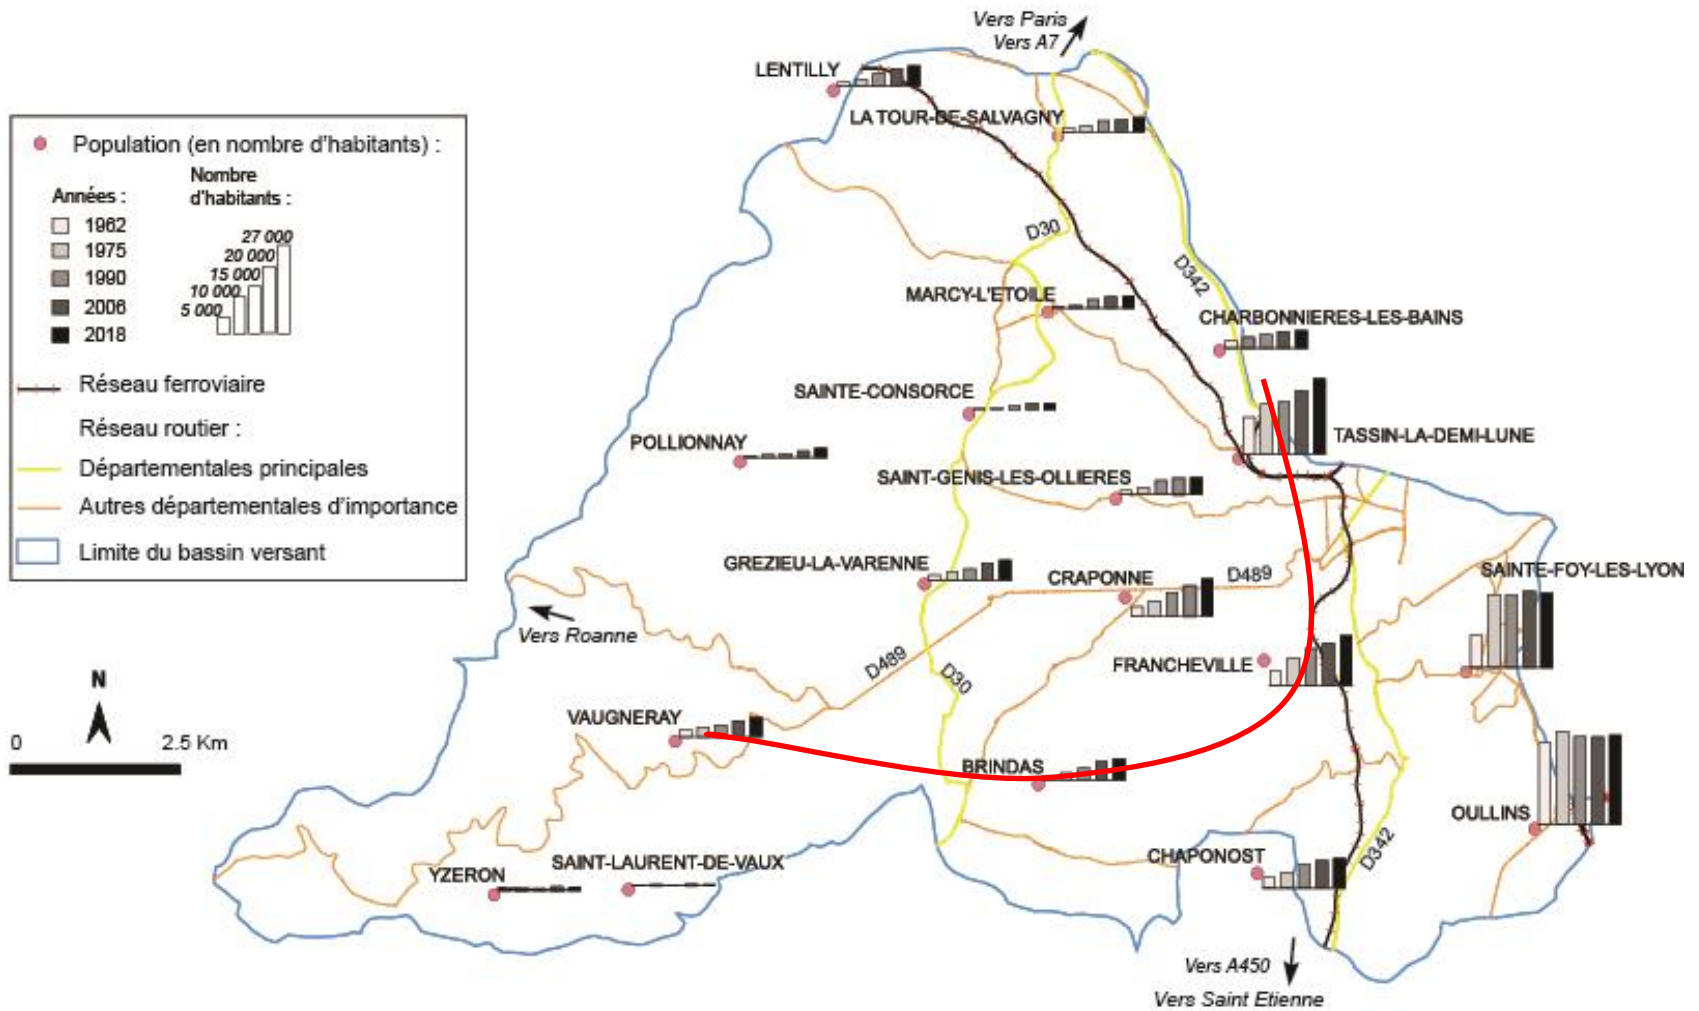 Vers Paris
Vers A7
LENTILLY
LA TOUR-DE-SALVAGNY
Population (en nombre d'habitants) :
Années :
Nombre
d'habitants :
1962
1975
1990
2006
2018
27 000
20 000
15 000
10 000
5 000
Réseau ferroviaire
Réseau routier :
Départementales principales
Autres départementales d'importance
Limite du bassin versant
D30
D342
MARCY-L'ETOILE
CHARBONNIERES-LES-BAINS
SAINTE-CONSORCE
POLLIONNAY
TASSIN-LA-DEMI-LUNE
SAINT-GENIS-LES-OLLIERES
GREZIEU-LA-VARENNE
CRAPONNE
D489
SAINTE-FOY-LES-LYON
Vers Roanne
D489
D30
FRANCHEVILLE
N
0 2.5 Km
VAUGNERAY
BRINDAS
OULLINS
CHAPONOST
D342
YZERON
SAINT-LAURENT-DE-VAUX
Vers A450
Vers Saint Etienne